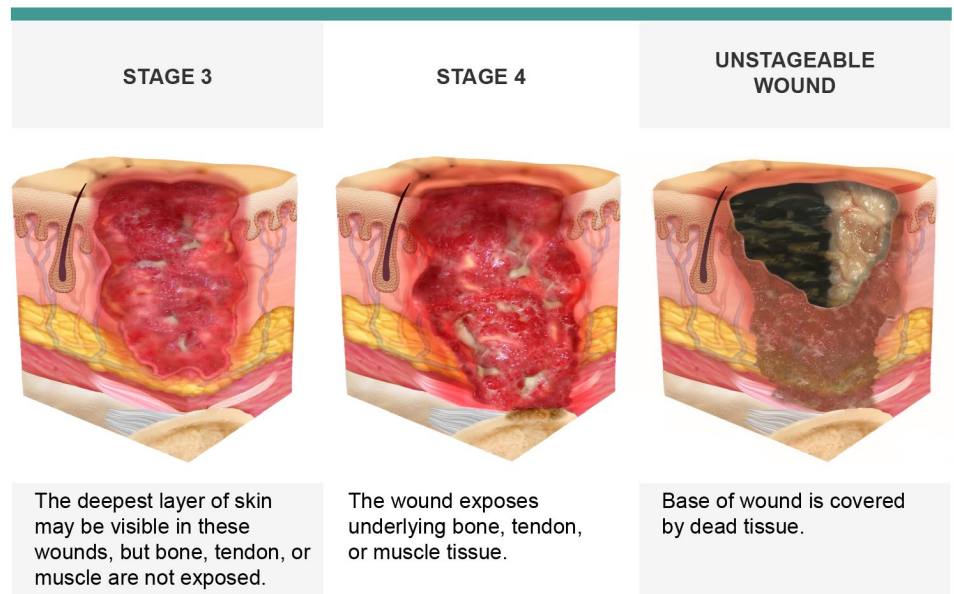 STAGE 3
STAGE 4
UNSTAGEABLE
WOUND
The deepest layer of skin
may be visible in these
wounds, but bone, tendon, or
muscle are not exposed.
The wound exposes
underlying bone, tendon,
or muscle tissue.
Base of wound is covered
by dead tissue.